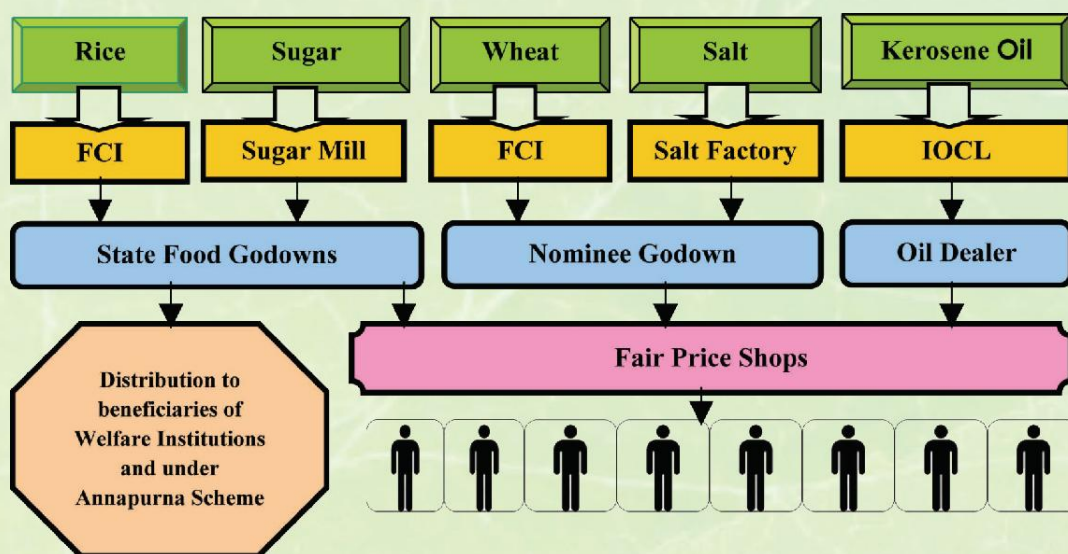 Rice
Sugar
Wheat
Salt
Kerosene Oil
FCI
Sugar Mill
FCI
Salt Factory
IOCL
State Food Godowns
Nominee Godown
Oil Dealer
Fair Price Shops
Distribution to
beneficiaries of
Welfare Institutions
and under
Annapurna Scheme